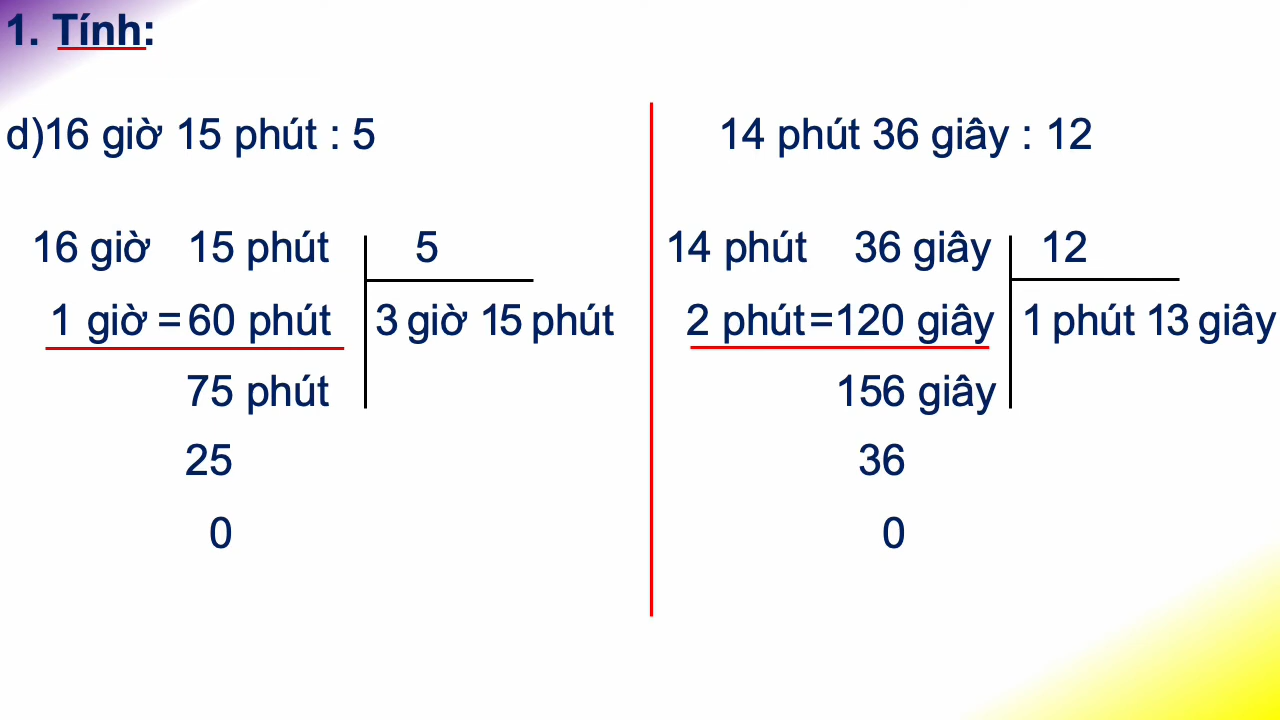 1. Tính:
d)16 giờ 15 phút : 5
16 giờ 15 phút 5
1 giờ = 60 phút 3 giờ 15 phút
75 phút
25
0
14 phút 36 giây : 12
14 phút 36 giây 12
2 phút =120 giây 1 phút 13 giây
156 giây
36
0